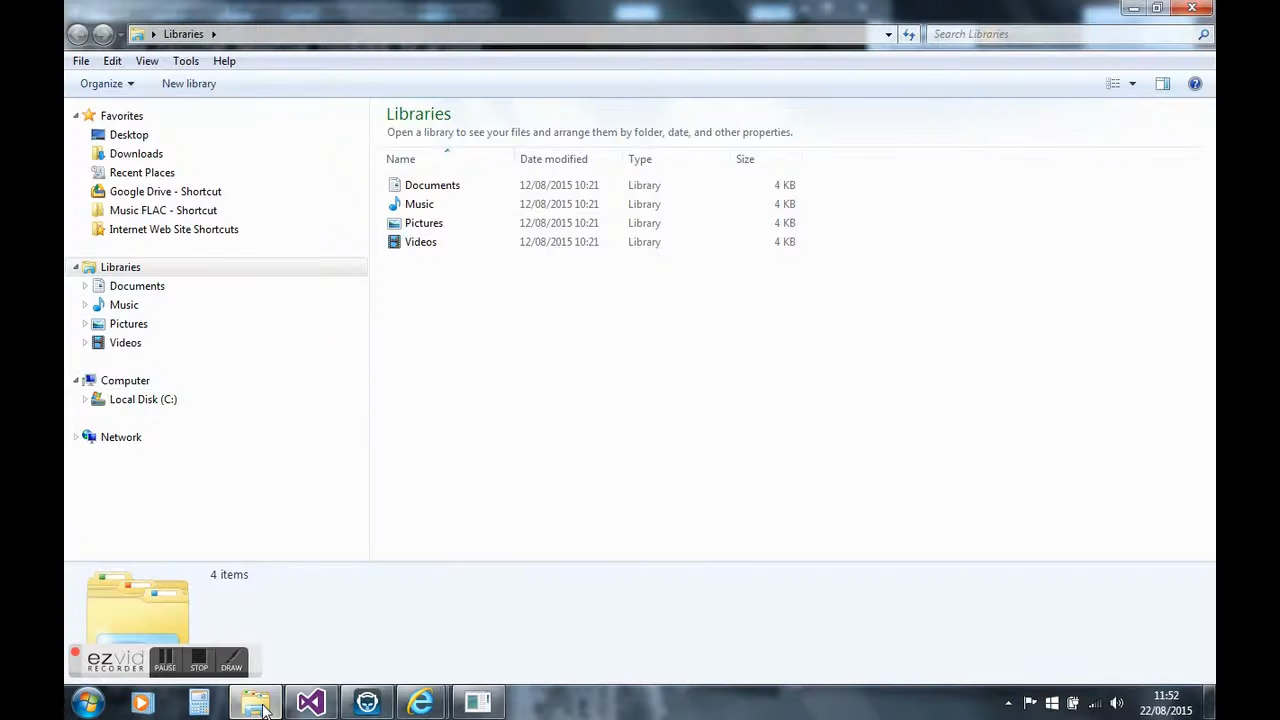 Libraries
Search Libraries
File Edit View Tools Help
Organize New library
Favorites
Desktop
Downloads
Recent Places
Google Drive - Shortcut
Music FLAC - Shortcut
Internet Web Site Shortcuts
Libraries
Documents
Music
Pictures
Videos
Computer
Local Disk (C:)
Network
Libraries
Open a library to see your files and arrange them by folder, date, and other properties.
Name Date modified Type Size
Documents 12/08/2015 10:21 Library 4 KB
Music 12/08/2015 10:21 Library 4 KB
Pictures 12/08/2015 10:21 Library 4 KB
Videos 12/08/2015 10:21 Library 4 KB
4 items
ezvid
RECORDER
PAUSE STOP DRAW
11:52
22/08/2015